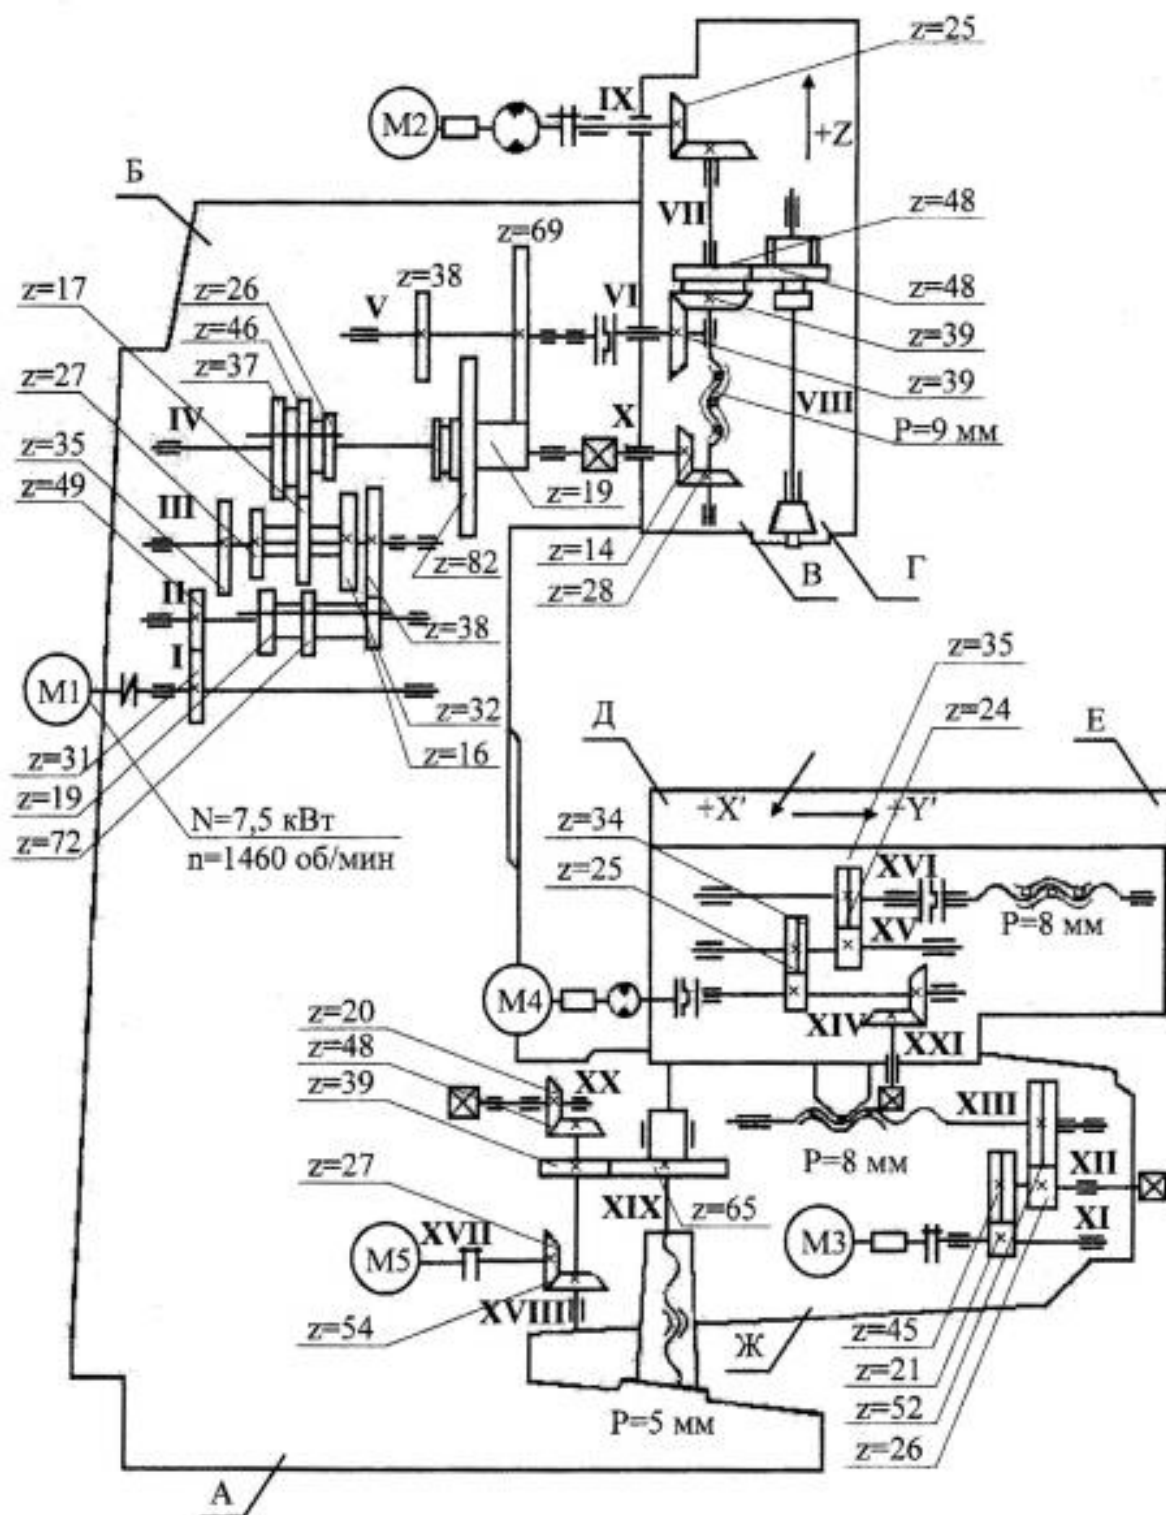 z=25
M2
IX
+Z
Б
VII
z=48
z=69
z=17
z=26
z=38
V
VI
z=48
z=46
z=39
z=27
z=37
z=39
IV
X
VIII
P=9 мм
z=35
z=19
z=49
III
z=14
В
Г
z=82
II
z=28
z=38
I
M1
z=35
z=32
z=24
Д
Е
z=31
z=16
z=19
N=7,5 кВт
+X'
+Y'
z=34
z=72
n=1460 об/мин
z=25
XVI
P=8 мм
XV
M4
z=20
XIV
XXI
z=48
XX
z=39
XIII
P=8 мм
z=27
XII
XIX
z=65
XVII
M3
XI
M5
XVIII
z=54
z=45
Ж
z=21
z=52
P=5 мм
z=26
А